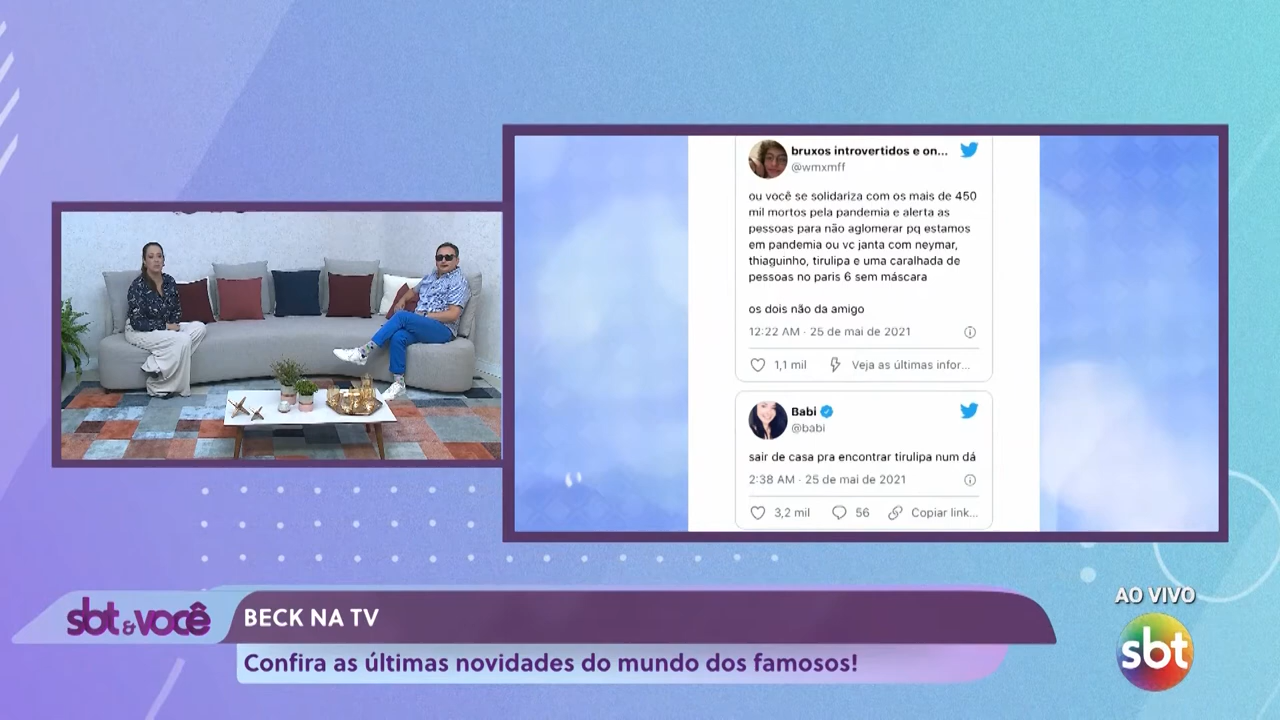 bruxos introvertidos e on...
@wmxmff
ou você se solidariza com os mais de 450
mil mortos pela pandemia e alerta as
pessoas para não aglomerar pq estamos
em pandemia ou vc janta com neymar,
thiaguinho, tirulipa e uma caralhada de
pessoas no paris 6 sem máscara
os dois não da amigo
12:22 AM · 25 de mai de 2021
1,1 mil Veja as últimas infor...
Babi
@babi
sair de casa pra encontrar tirulipa num dá
2:38 AM · 25 de mai de 2021
3,2 mil 56 Copiar link...
sbt&você
BECK NA TV
Confira as últimas novidades do mundo dos famosos!
AO VIVO
sbt